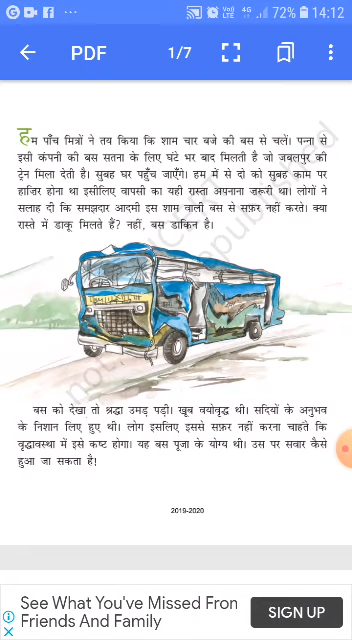 72% 14:12
PDF 1/7
हम पाँच मित्रों ने तय किया कि शाम चार बजे की बस से चलें। पन्ना से
इसी कंपनी की बस सतना के लिए घंटे भर बाद मिलती है जो जबलपुर की
ट्रेन मिला देती है। सुबह घर पहुँच जाएँगे। हम में से दो को सुबह काम पर
हाज़िर होना था इसीलिए वापसी का यही रास्ता अपनाना ज़रूरी था। लोगों ने
सलाह दी कि समझदार आदमी इस शाम वाली बस से सफ़र नहीं करते। क्या
रास्ते में डाकू मिलते हैं? नहीं, बस डाकिन है।
बस को देखा तो श्रद्धा उमड़ पड़ी। खूब वयोवृद्ध थी। सदियों के अनुभव
के निशान लिए हुए थी। लोग इसलिए इससे सफ़र नहीं करना चाहते कि
वृद्धावस्था में इसे कष्ट होगा। यह बस पूजा के योग्य थी। उस पर सवार कैसे
हुआ जा सकता है!
2019-2020
See What You've Missed From
Friends And Family
SIGN UP